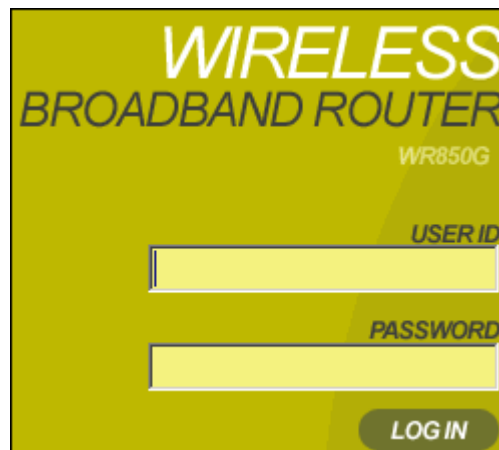 WIRELESS
BROADBAND ROUTER
WR850G
USER ID
PASSWORD
LOG IN